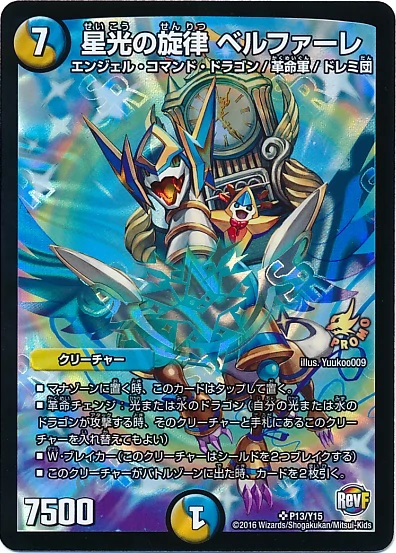 7
せい こう せん りつ
星光の旋律 ベルファーレ
エンジェル・コマンド・ドラゴン / 革命軍 / ドレミ団
PROMO
illus. Yuukoo009
クリーチャー
■ マナゾーンに置く時、このカードはタップして置く。
■ 革命チェンジ:光または水のドラゴン(自分の光または水の
ドラゴンが攻撃する時、そのクリーチャーと手札にあるこのクリー
チャーを入れ替えてもよい)
■ W・ブレイカー(このクリーチャーはシールドを2つブレイクする)
■ このクリーチャーがバトルゾーンに出た時、カードを2枚引く。
7500
1
RevF
P13/Y15
©2016 Wizards/Shogakukan/Mitsui-Kids